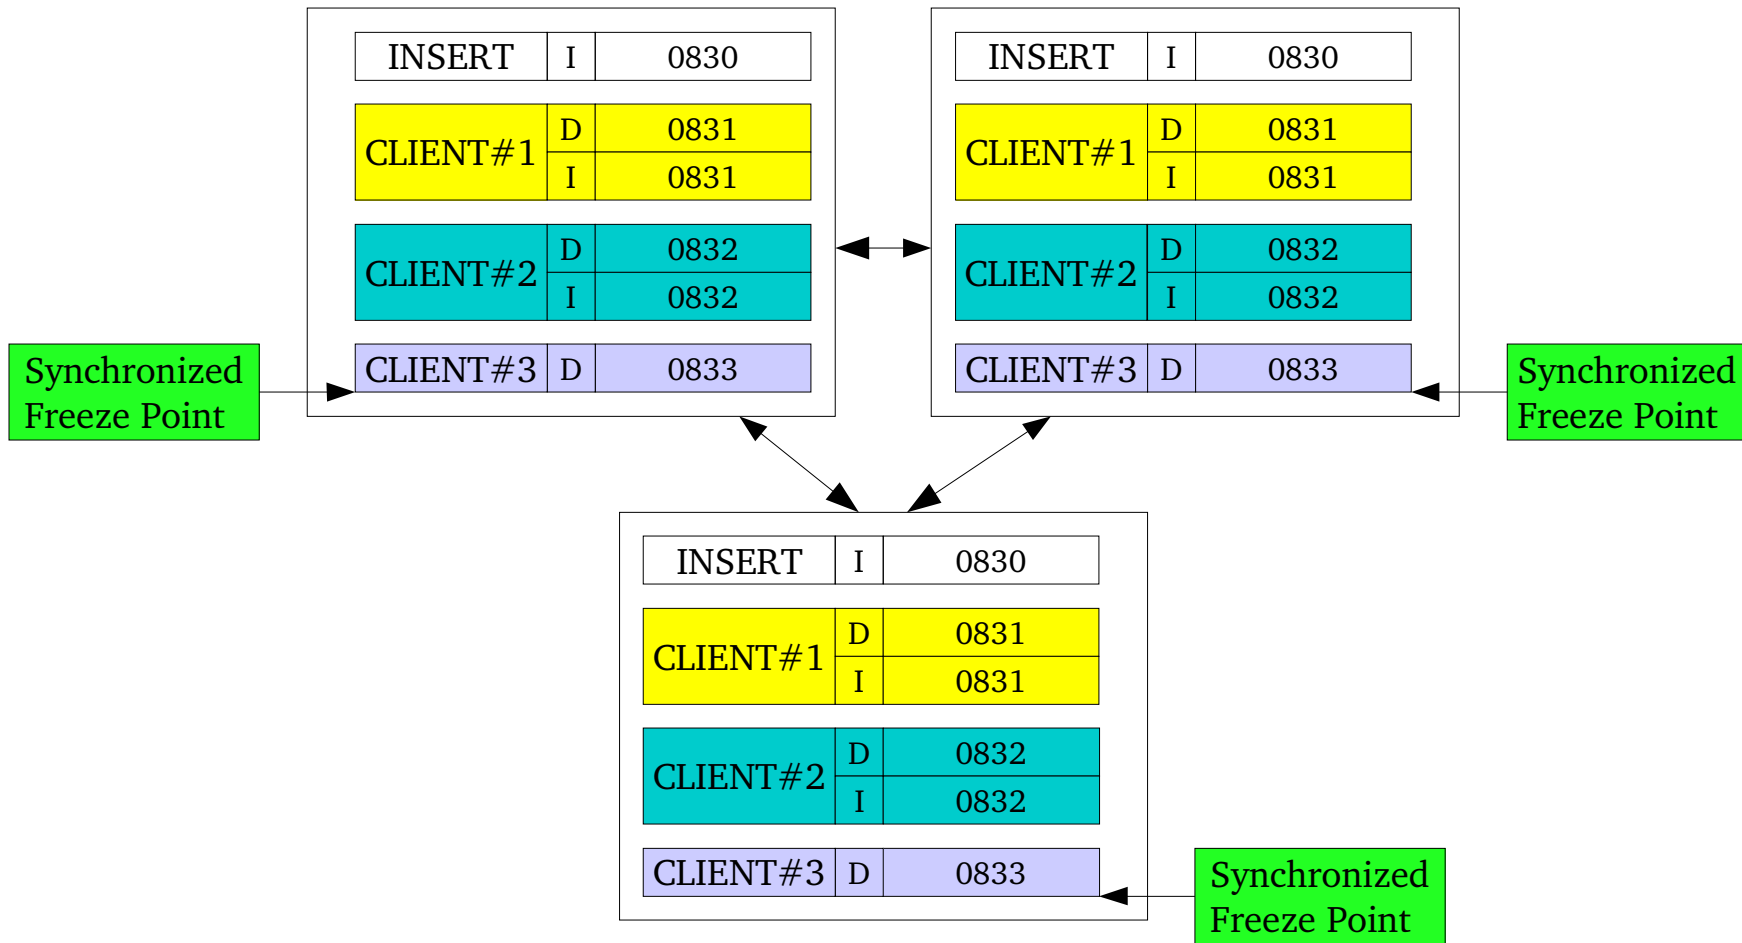 INSERT I 0830
CLIENT#1 D 0831
I 0831
CLIENT#2 D 0832
I 0832
CLIENT#3 D 0833
Synchronized
Freeze Point
INSERT I 0830
CLIENT#1 D 0831
I 0831
CLIENT#2 D 0832
I 0832
CLIENT#3 D 0833
Synchronized
Freeze Point
INSERT I 0830
CLIENT#1 D 0831
I 0831
CLIENT#2 D 0832
I 0832
CLIENT#3 D 0833
Synchronized
Freeze Point